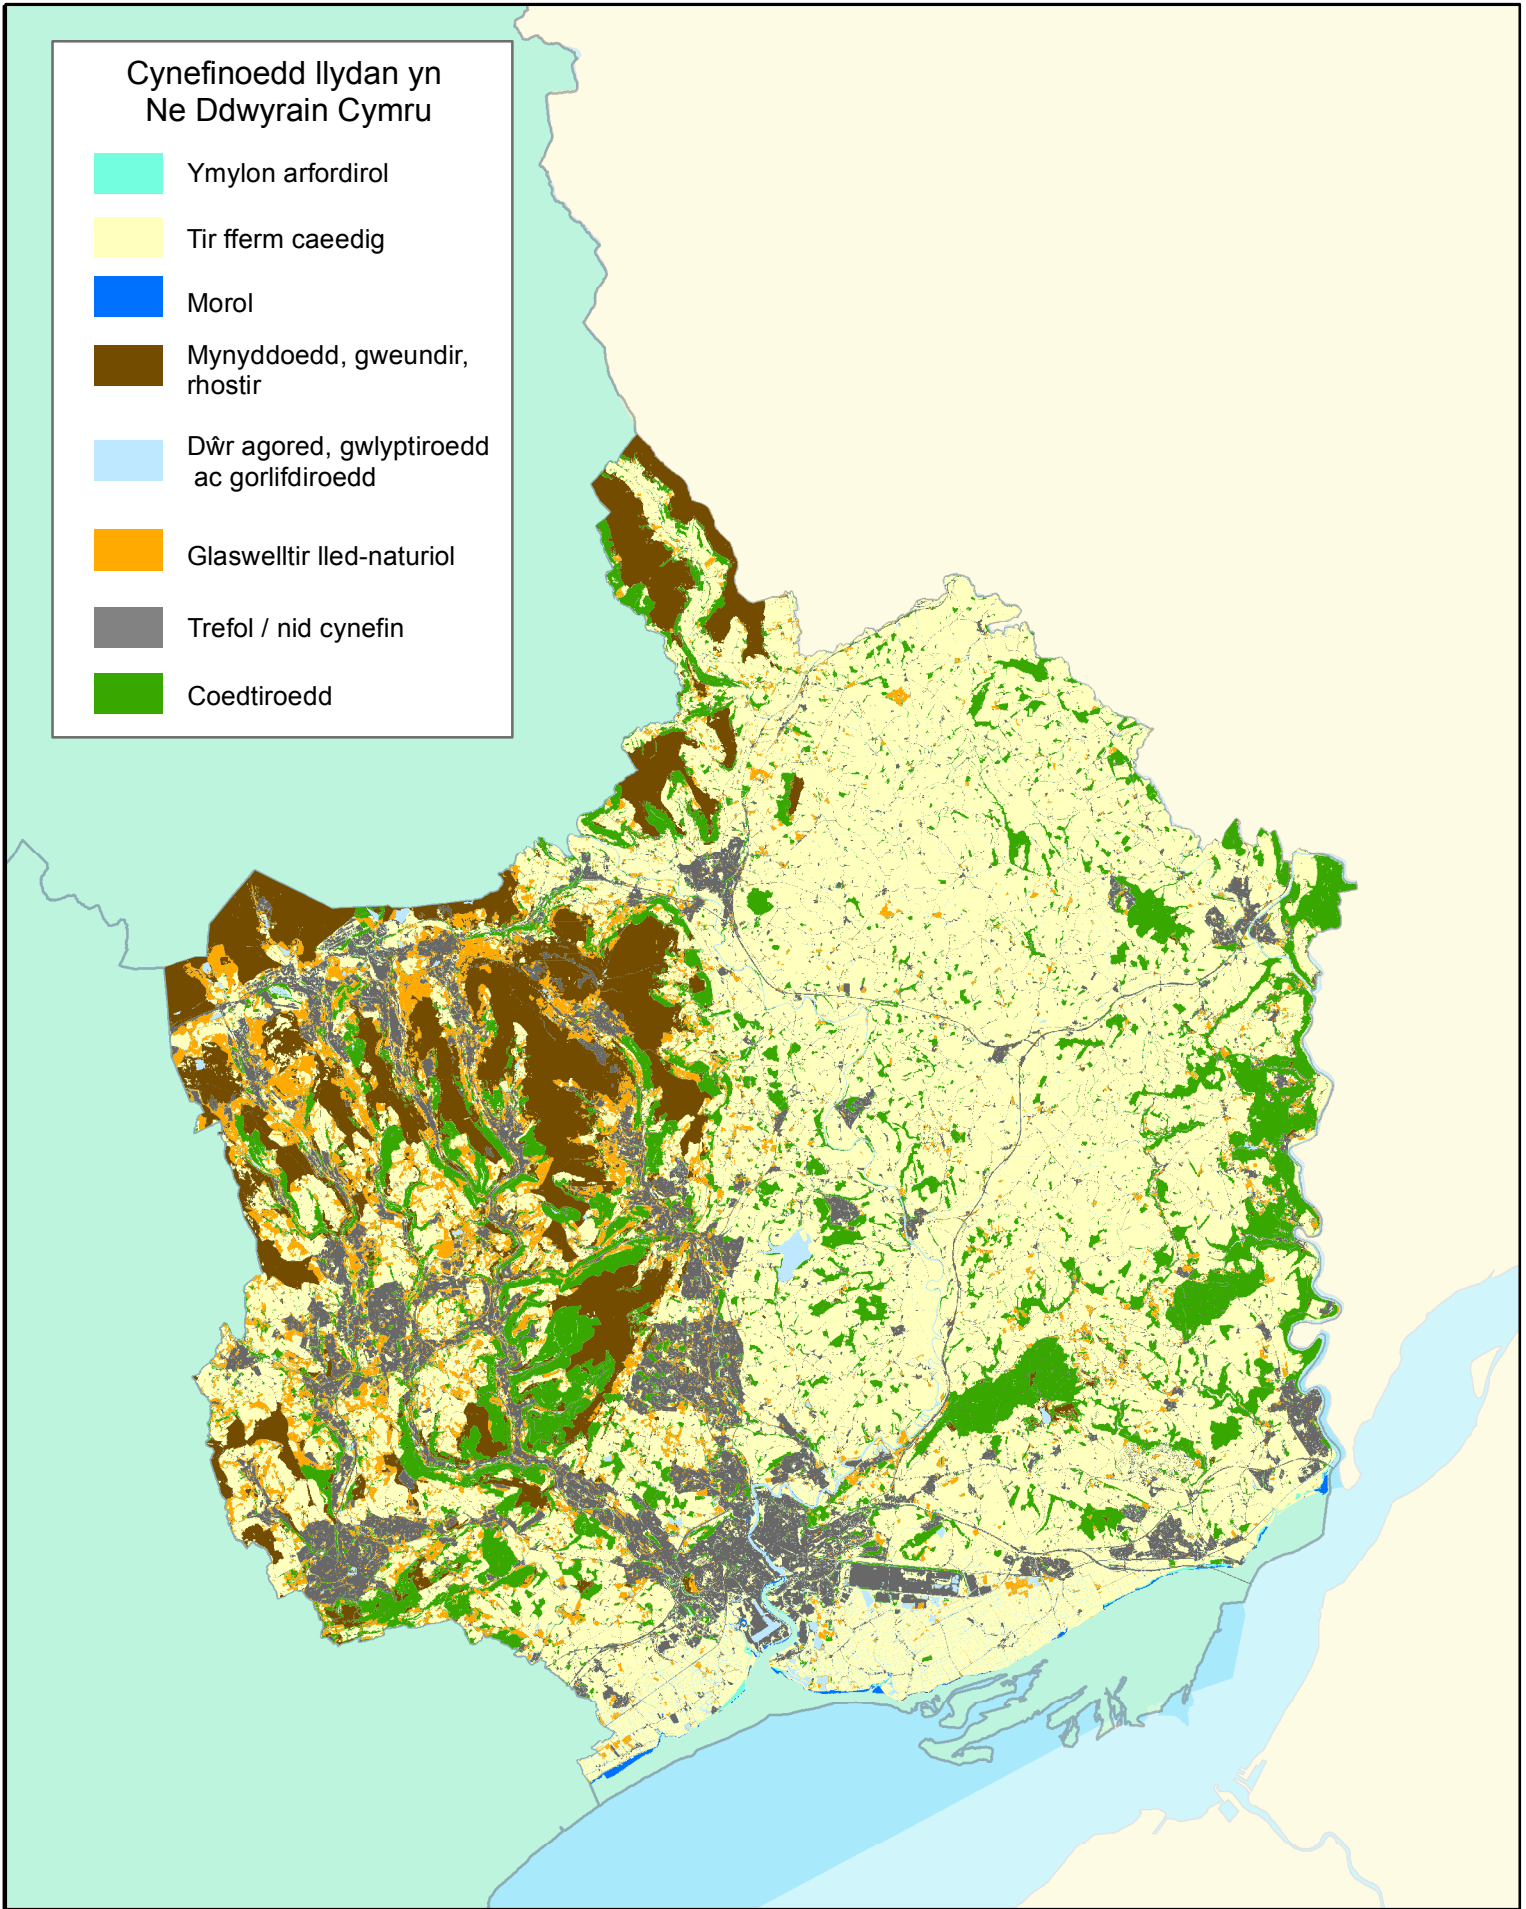 Cynefinoedd llydan yn
Ne Ddwyrain Cymru
Ymylon arfordirol
Tir fferm caeedig
Morol
Mynyddoedd, gweundir,
rhostir
Dŵr agored, gwlyptiroedd
ac gorlifdiroedd
Glaswelltir lled-naturiol
Trefol / nid cynefin
Coedtiroedd